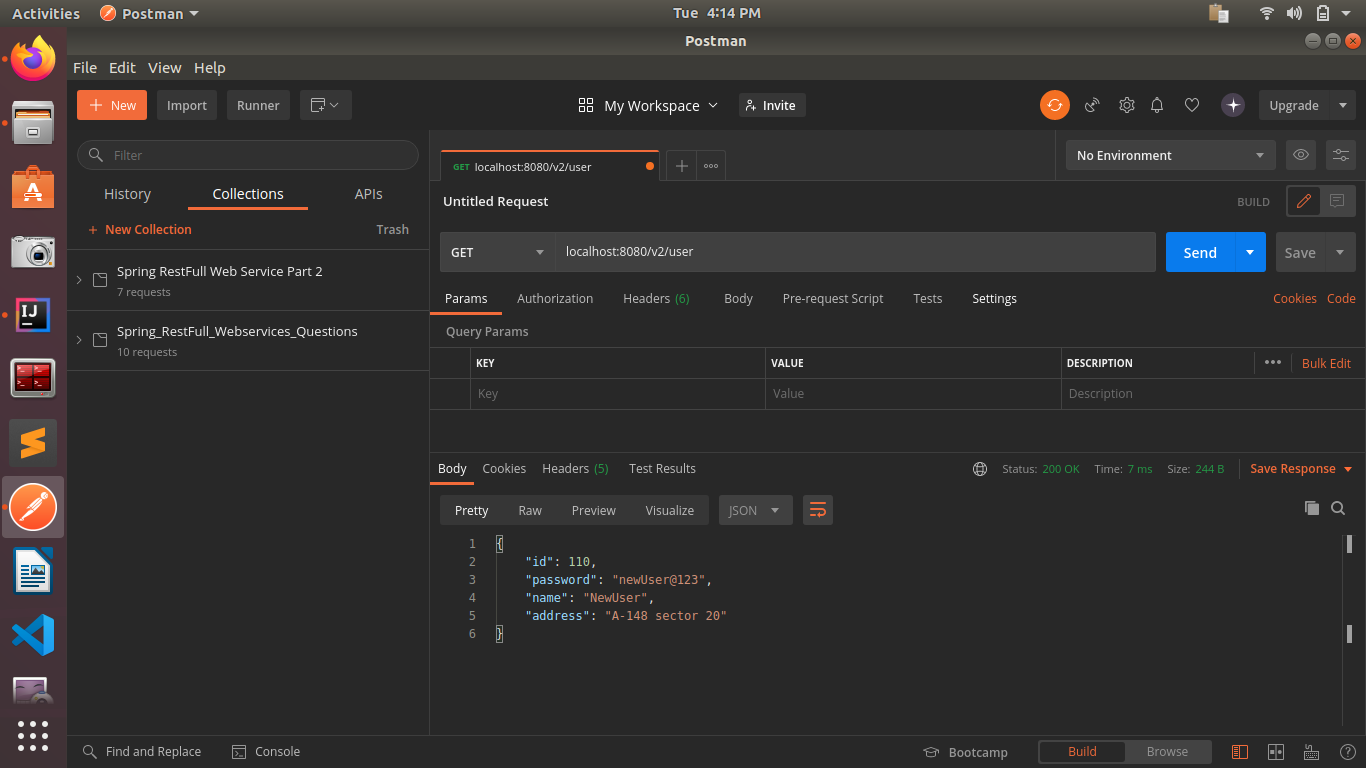 Activities Postman Tue 4:14 PM
Postman
File Edit View Help
+ New Import Runner My Workspace Invite Upgrade
Filter
History Collections APIs
+ New Collection Trash
Spring RestFull Web Service Part 2
7 requests
Spring_RestFull_Webservices_Questions
10 requests
GET localhost:8080/v2/user No Environment
Untitled Request BUILD
GET localhost:8080/v2/user Send Save
Params Authorization Headers (6) Body Pre-request Script Tests Settings Cookies Code
Query Params
KEY VALUE DESCRIPTION Bulk Edit
Key Value Description
Body Cookies Headers (5) Test Results Status: 200 OK Time: 7 ms Size: 244 B Save Response
Pretty Raw Preview Visualize JSON
1 {
2 "id": 110,
3 "password": "newUser@123",
4 "name": "NewUser",
5 "address": "A-148 sector 20"
6 }
Find and Replace Console Bootcamp Build Browse